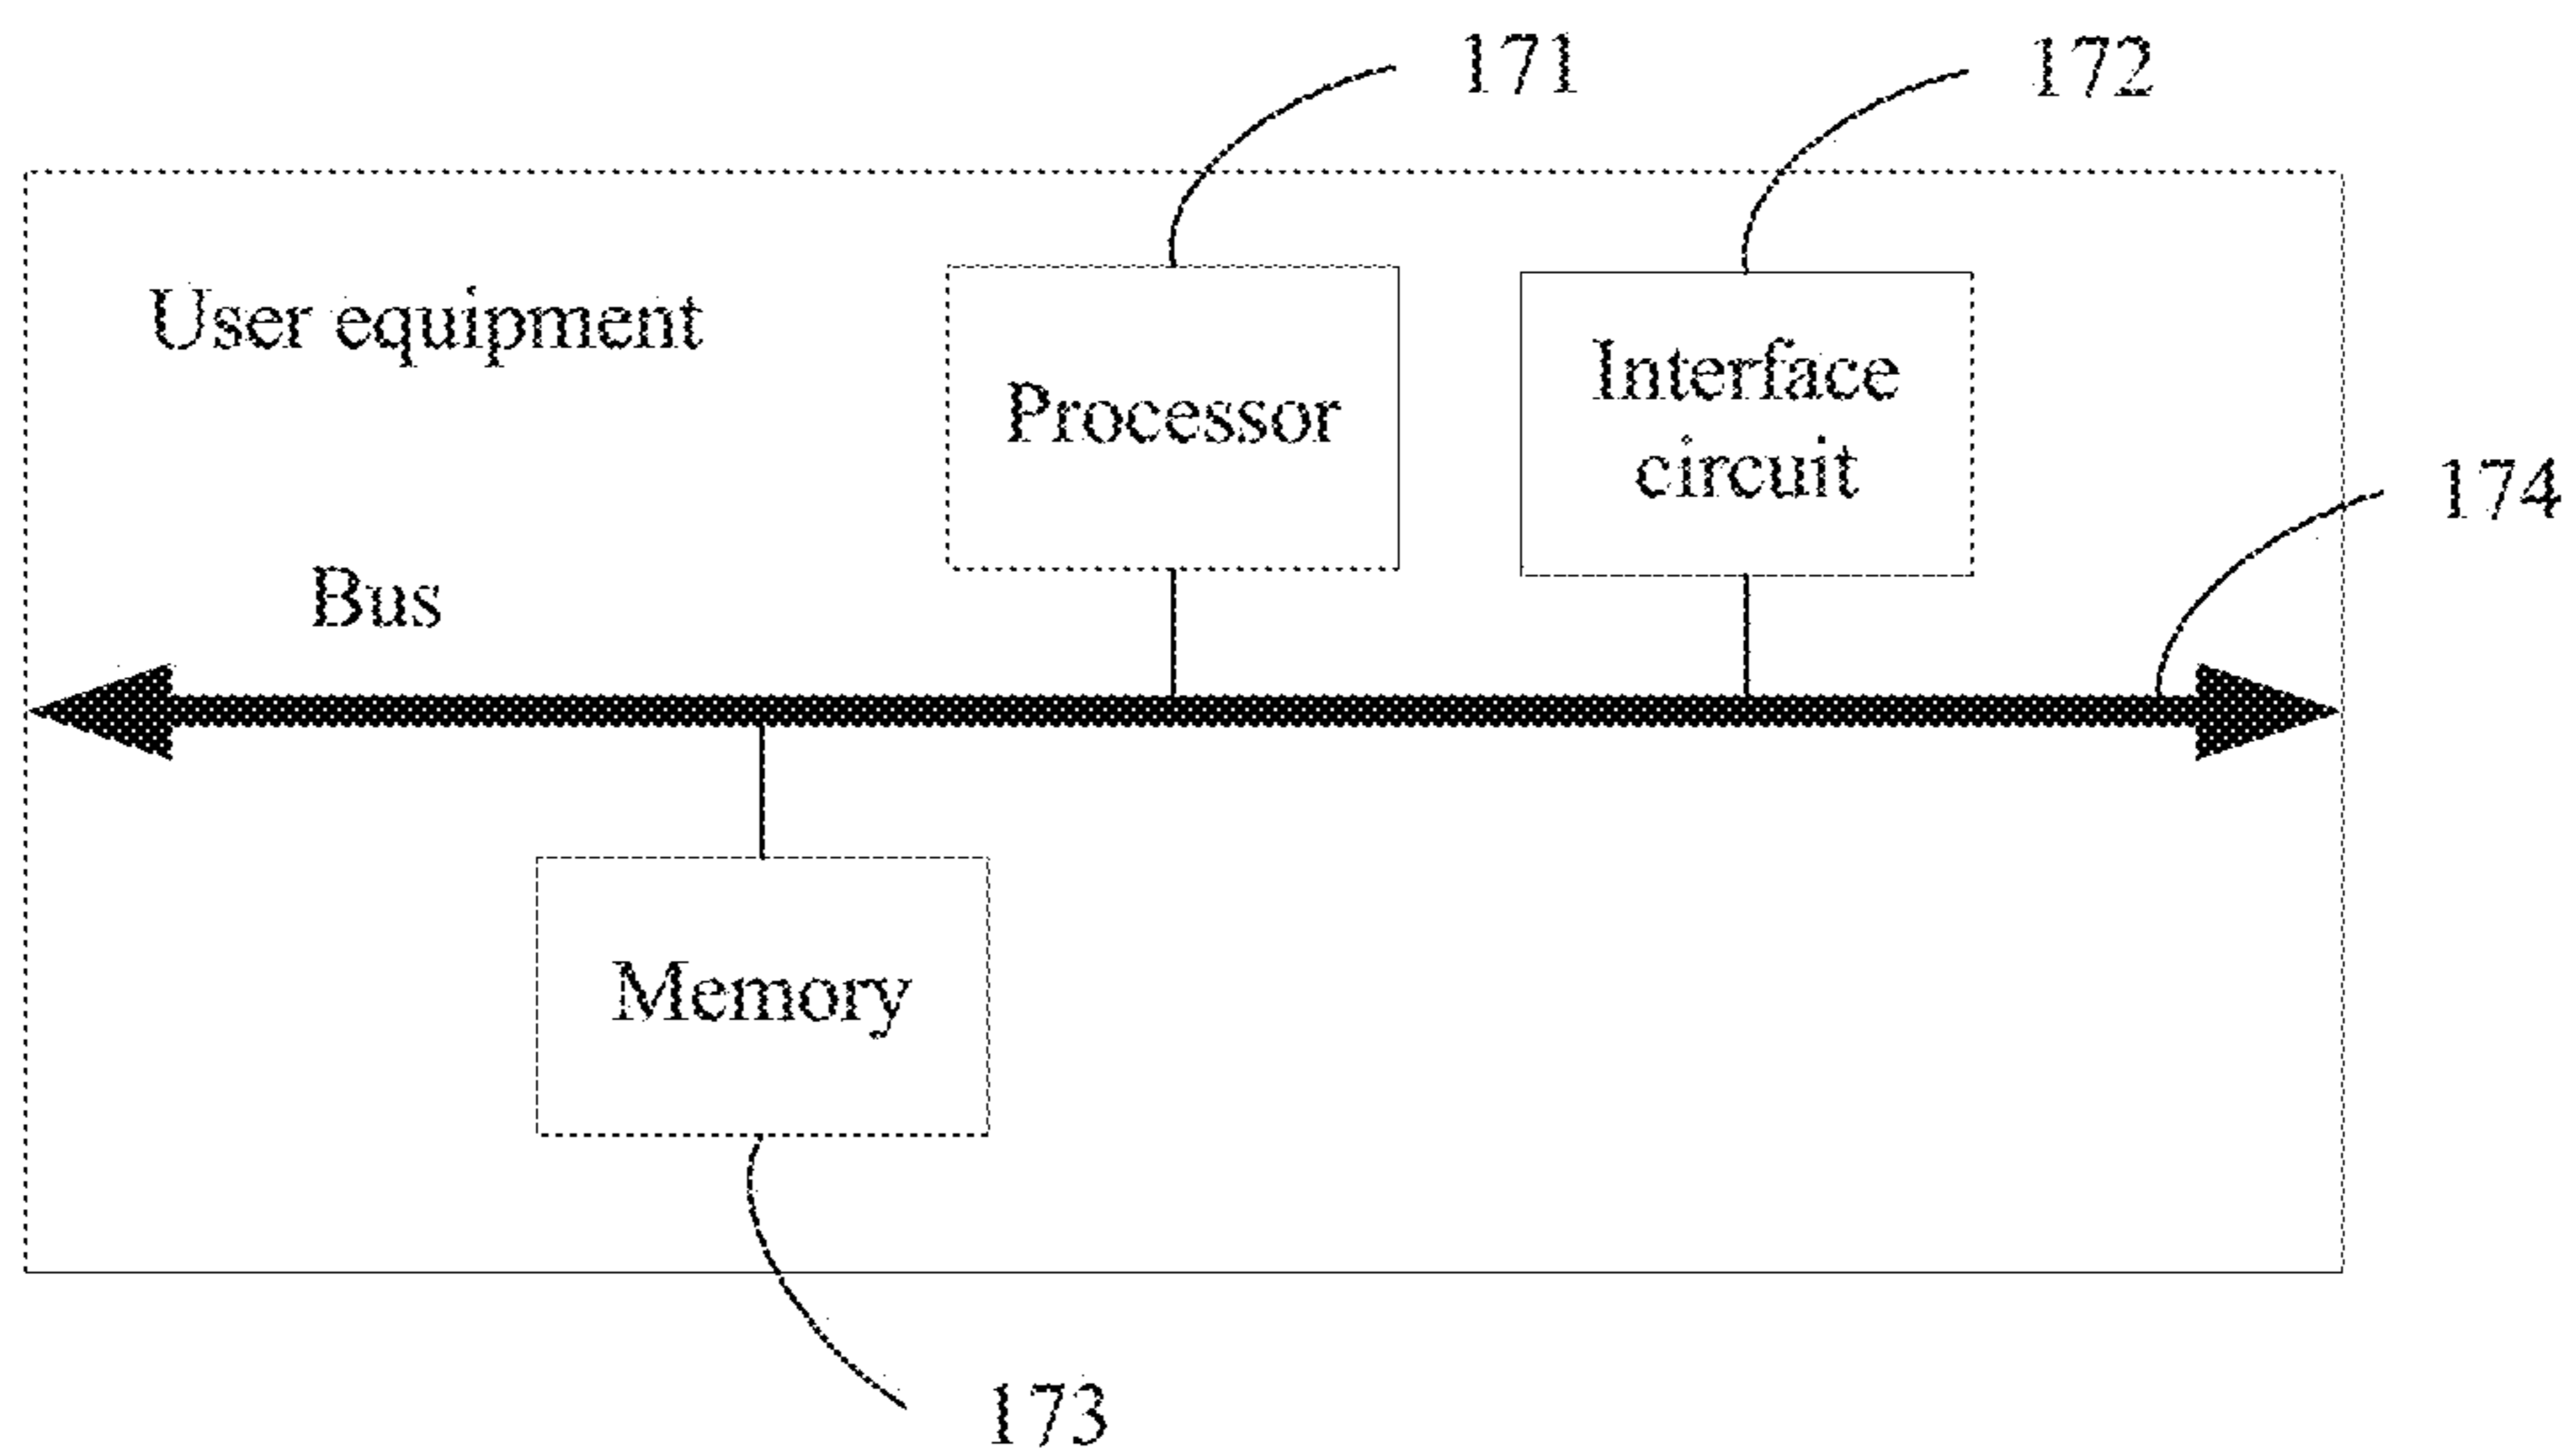 171
172
User equipment
Processor
Interface
circuit
174
Bus
Memory
173